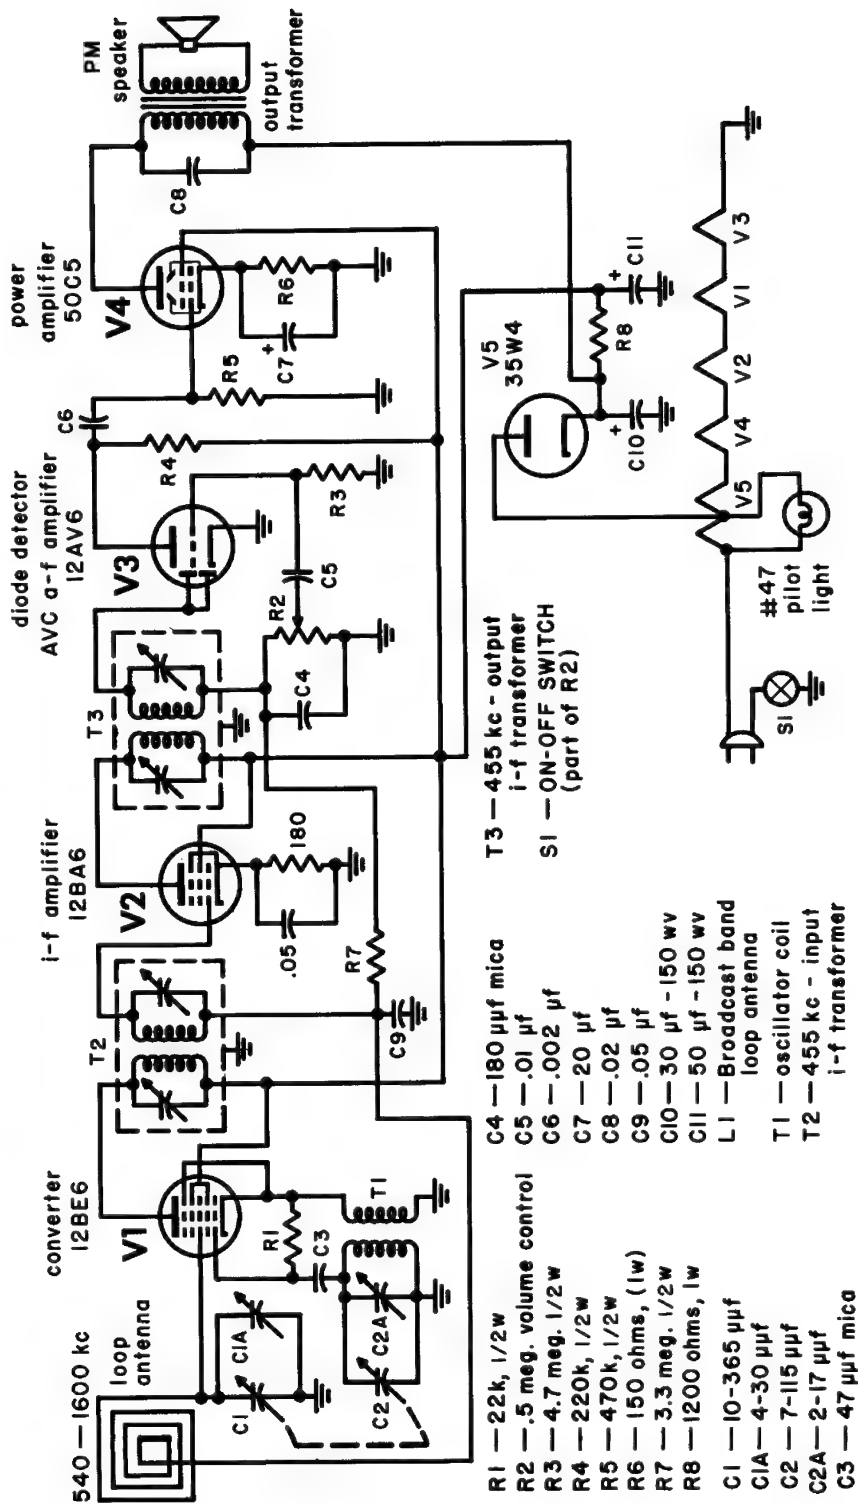 540 — 1600 kc
loop
antenna
converter
12BE6
V1
T2
i-f amplifier
12BA6
V2
T3
diode detector
AVC a-f amplifier
12AV6
V3
C6
power
amplifier
50C5
V4
C8
PM
speaker
output
transformer
C1
C1A
C2
C2A
R1
C3
T1
C9
R7
.05
180
C4
R2
C5
R3
R4
R5
C7
+
R6
V5
35W4
R8
+
C10
+
C11
V5
V4
V2
V1
V3
#47
pilot
light
S1
R1 — 22k, 1/2w
R2 — .5 meg. volume control
R3 — 4.7 meg. 1/2w
R4 — 220k, 1/2w
R5 — 470k, 1/2w
R6 — 150 ohms, (1w)
R7 — 3.3 meg. 1/2w
R8 — 1200 ohms, 1w
C1 — 10-365 μμf
C1A — 4-30 μμf
C2 — 7-115 μμf
C2A — 2-17 μμf
C3 — 47 μμf mica
C4 — 180 μμf mica
C5 — .01 μf
C6 — .002 μf
C7 — 20 μf
C8 — .02 μf
C9 — .05 μf
C10 — 30 μf - 150 wv
C11 — 50 μf - 150 wv
L1 — Broadcast band
loop antenna
T1 — oscillator coil
T2 — 455 kc - input
i-f transformer
T3 — 455 kc - output
i-f transformer
S1 — ON-OFF SWITCH
(part of R2)